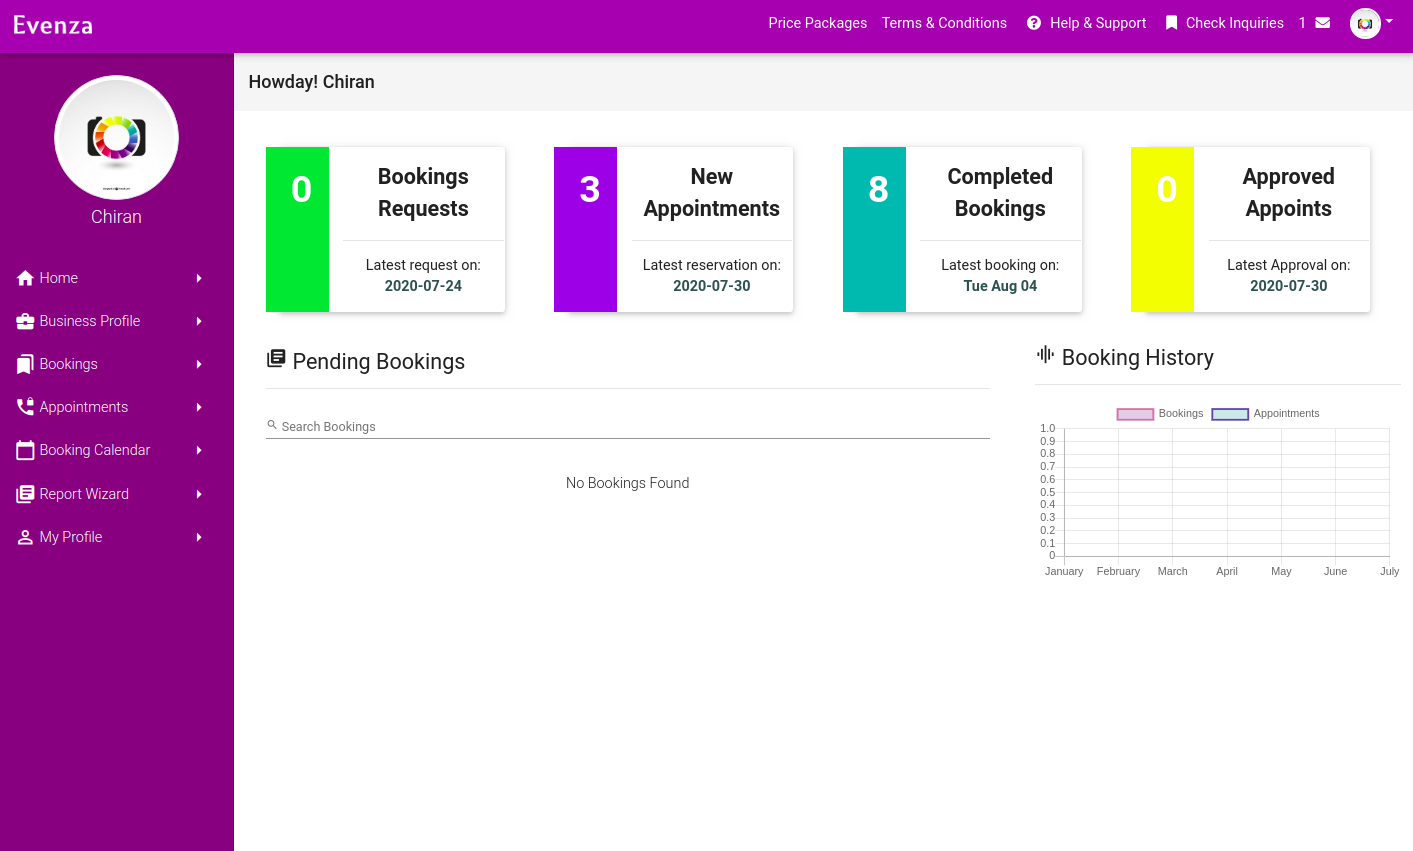 Evenza
Price Packages Terms & Conditions Help & Support Check Inquiries 1
Chiran
Home
Business Profile
Bookings
Appointments
Booking Calendar
Report Wizard
My Profile
Howday! Chiran
0
Bookings
Requests
Latest request on:
2020-07-24
3
New
Appointments
Latest reservation on:
2020-07-30
8
Completed
Bookings
Latest booking on:
Tue Aug 04
0
Approved
Appoints
Latest Approval on:
2020-07-30
Pending Bookings
Search Bookings
No Bookings Found
Booking History
Bookings Appointments
1.0
0.9
0.8
0.7
0.6
0.5
0.4
0.3
0.2
0.1
0
January February March April May June July